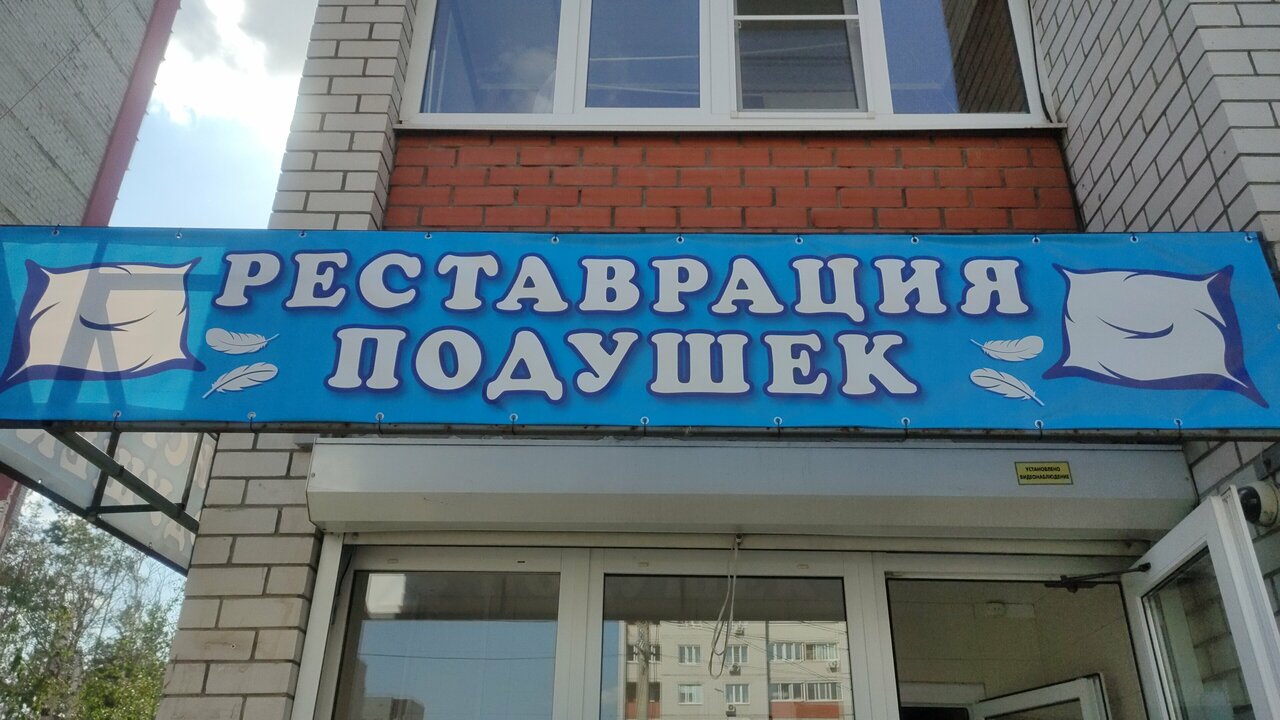 РЕСТАВРАЦИЯ
ПОДУШЕК
УСТАНОВЛЕНО
ВИДЕОНАБЛЮДЕНИЕ